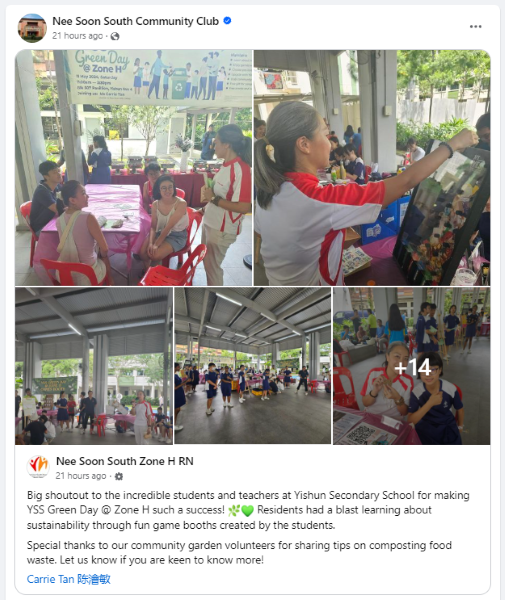 Nee Soon South Community Club
21 hours ago ·
Green Day
@ Zone H
+14
Nee Soon South Zone H RN
21 hours ago ·
Big shoutout to the incredible students and teachers at Yishun Secondary School for making
YSS Green Day @ Zone H such a success! 🌿💚 Residents had a blast learning about
sustainability through fun game booths created by the students.
Special thanks to our community garden volunteers for sharing tips on composting food
waste. Let us know if you are keen to know more!
Carrie Tan 陈澮敏